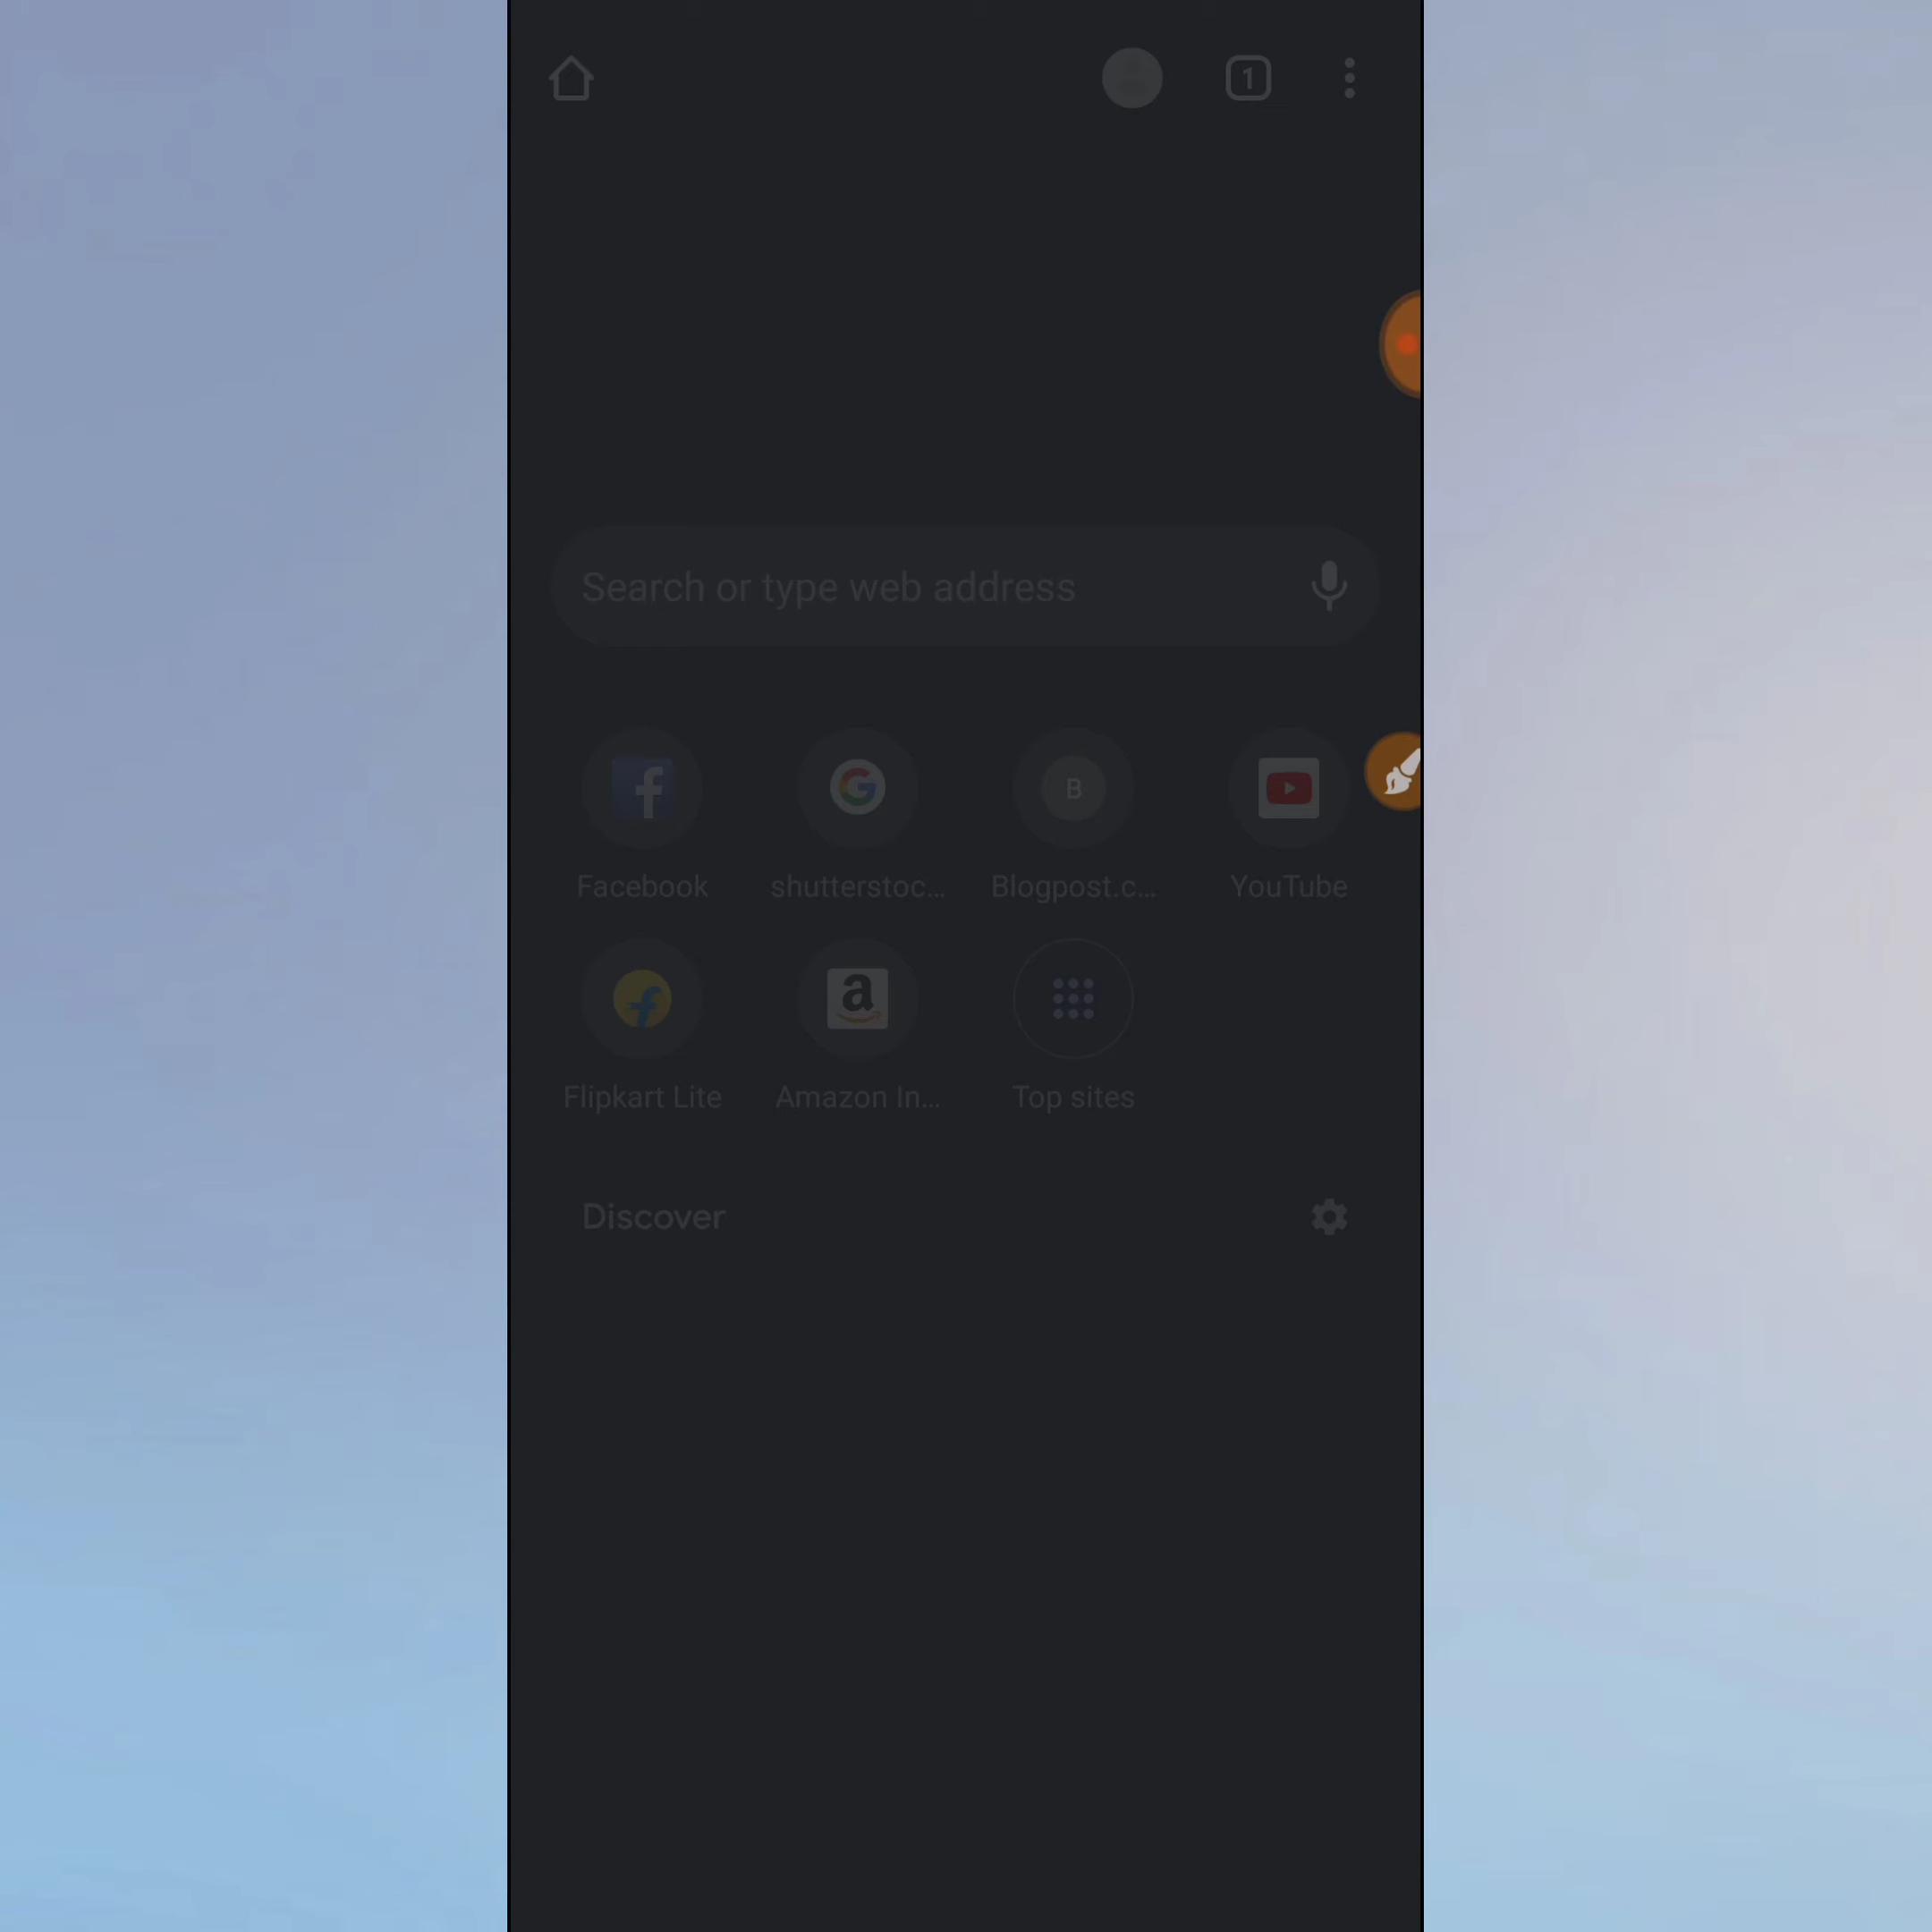 1
Search or type web address
B
Facebook shutterstoc... Blogpost.c... YouTube
a
Flipkart Lite Amazon In... Top sites
Discover